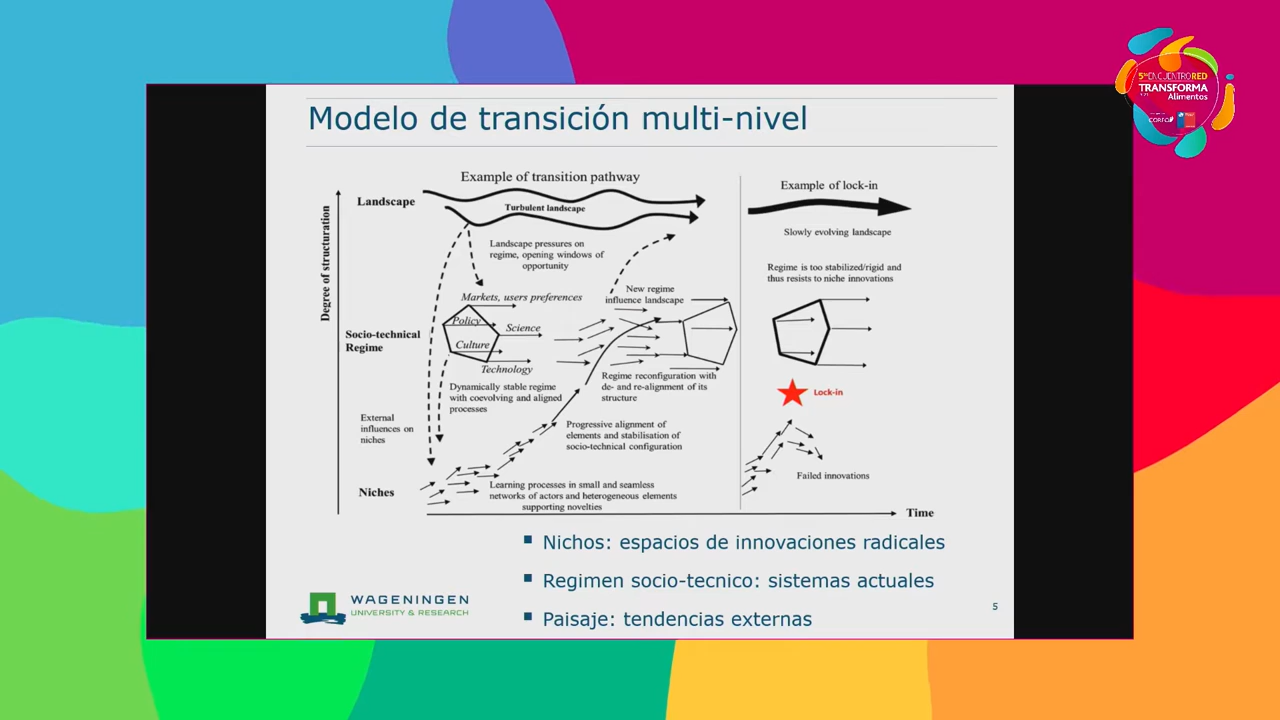 5to ENCUENTRO RED
TRANSFORMA
Alimentos
CORFO
Modelo de transición multi-nivel
Example of transition pathway
Example of lock-in
Landscape
Turbulent landscape
Slowly evolving landscape
Degree of structuration
Landscape pressures on
regime, opening windows of
opportunity
Regime is too stabilized/rigid and
thus resists to niche innovations
Markets, users preferences
New regime
influence landscape
Policy
Science
Socio-technical
Regime
Culture
Technology
Dynamically stable regime
with coevolving and aligned
processes
Regime reconfiguration with
de- and re-alignment of its
structure
Lock-in
External
influences on
niches
Progressive alignment of
elements and stabilisation of
socio-technical configuration
Failed innovations
Niches
Learning processes in small and seamless
networks of actors and heterogeneous elements
supporting novelties
Time
Nichos: espacios de innovaciones radicales
Regimen socio-tecnico: sistemas actuales
Paisaje: tendencias externas
WAGENINGEN
UNIVERSITY & RESEARCH
5